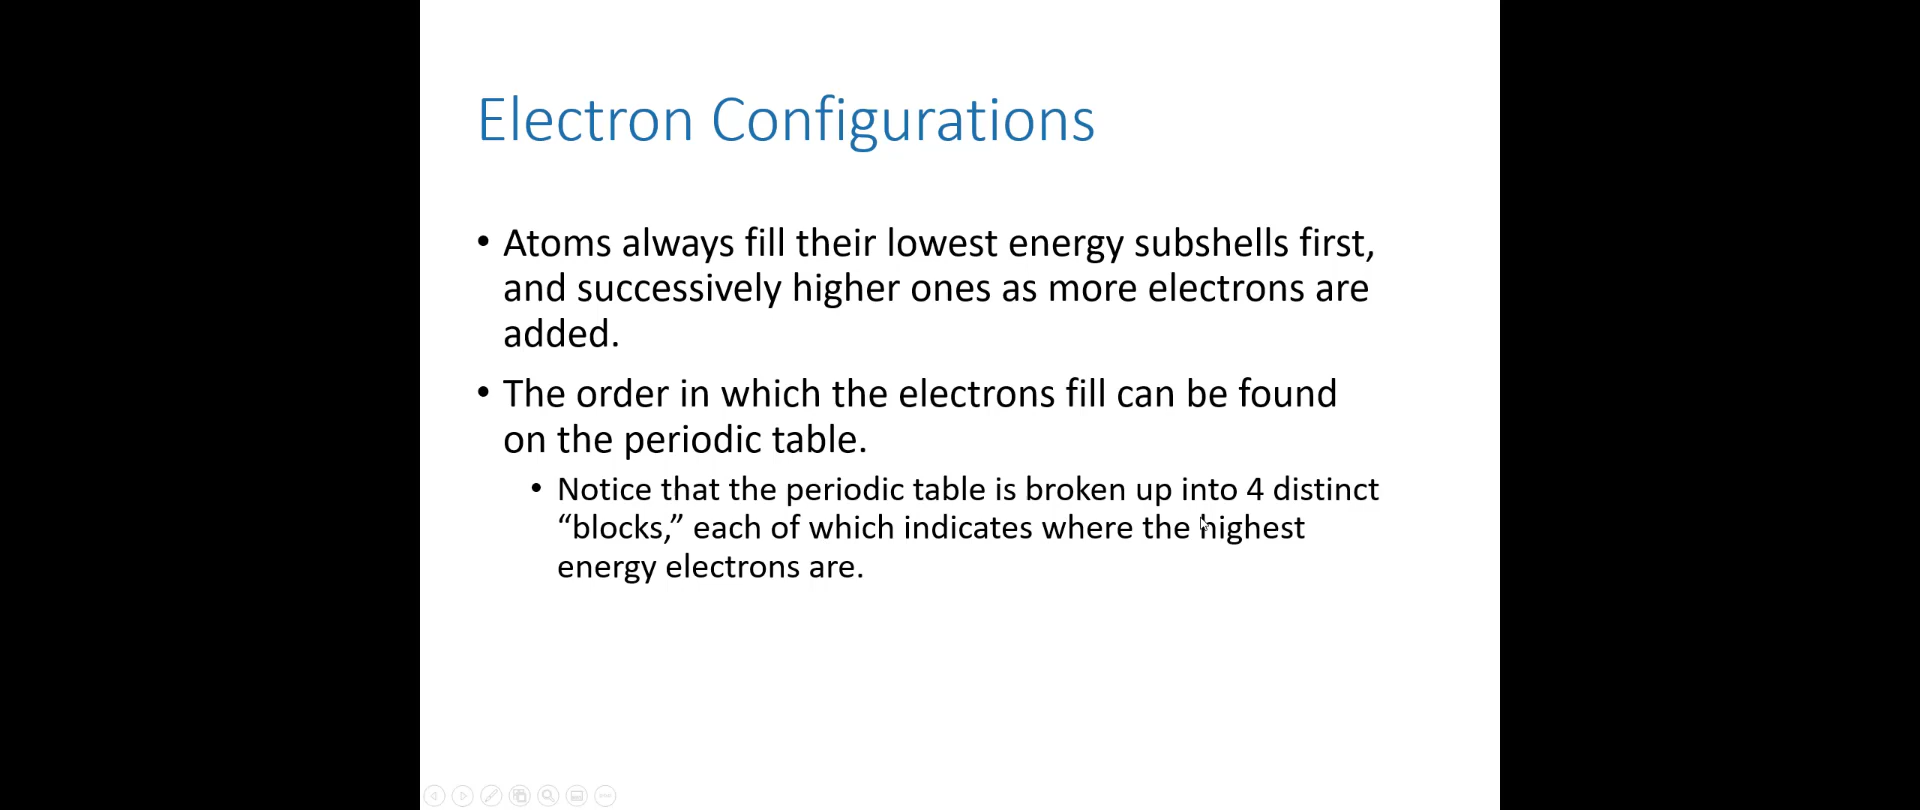 Electron Configurations
• Atoms always fill their lowest energy subshells first,
and successively higher ones as more electrons are
added.
• The order in which the electrons fill can be found
on the periodic table.
• Notice that the periodic table is broken up into 4 distinct
“blocks,” each of which indicates where the highest
energy electrons are.